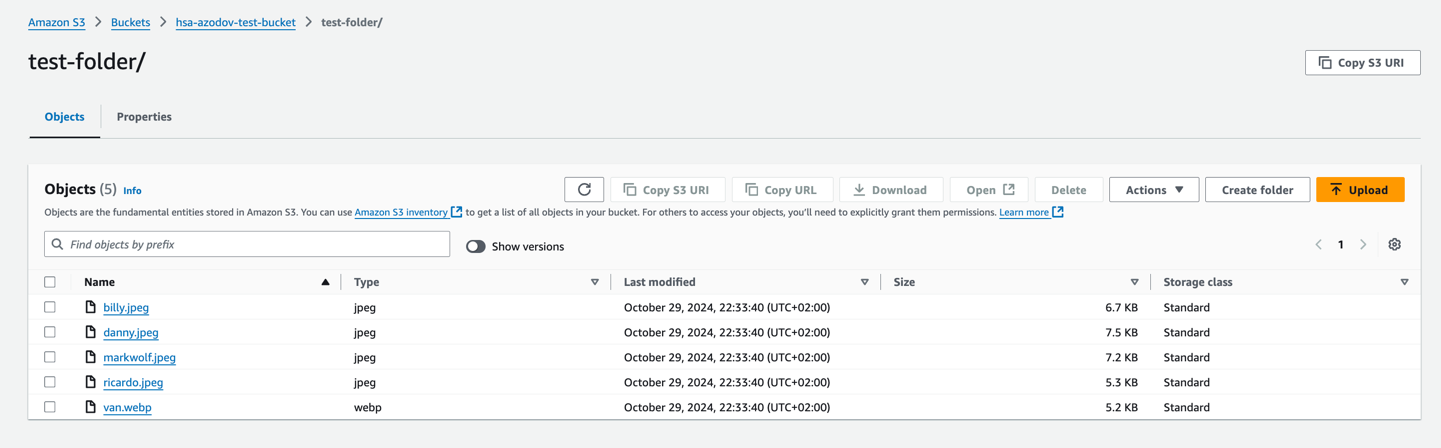 Amazon S3 > Buckets > hsa-azodov-test-bucket > test-folder/
test-folder/
Copy S3 URI
Objects Properties
Objects (5) Info
Copy S3 URI Copy URL Download Open Delete Actions Create folder Upload
Objects are the fundamental entities stored in Amazon S3. You can use Amazon S3 inventory to get a list of all objects in your bucket. For others to access your objects, you'll need to explicitly grant them permissions. Learn more
Find objects by prefix Show versions 1
Name Type Last modified Size Storage class
billy.jpeg jpeg October 29, 2024, 22:33:40 (UTC+02:00) 6.7 KB Standard
danny.jpeg jpeg October 29, 2024, 22:33:40 (UTC+02:00) 7.5 KB Standard
markwolf.jpeg jpeg October 29, 2024, 22:33:40 (UTC+02:00) 7.2 KB Standard
ricardo.jpeg jpeg October 29, 2024, 22:33:40 (UTC+02:00) 5.3 KB Standard
van.webp webp October 29, 2024, 22:33:40 (UTC+02:00) 5.2 KB Standard